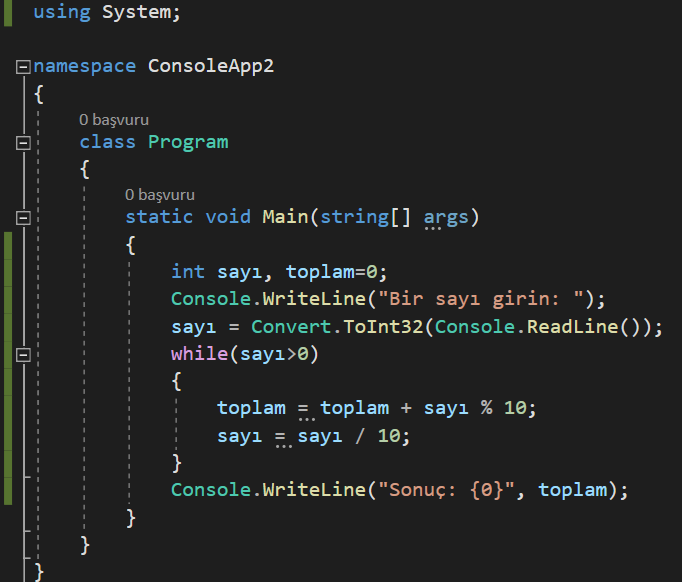 using System;
namespace ConsoleApp2
{
0 başvuru
class Program
{
0 başvuru
static void Main(string[] args)
{
int sayı, toplam=0;
Console.WriteLine("Bir sayı girin: ");
sayı = Convert.ToInt32(Console.ReadLine());
while(sayı>0)
{
toplam = toplam + sayı % 10;
sayı = sayı / 10;
}
Console.WriteLine("Sonuç: {0}", toplam);
}
}
}